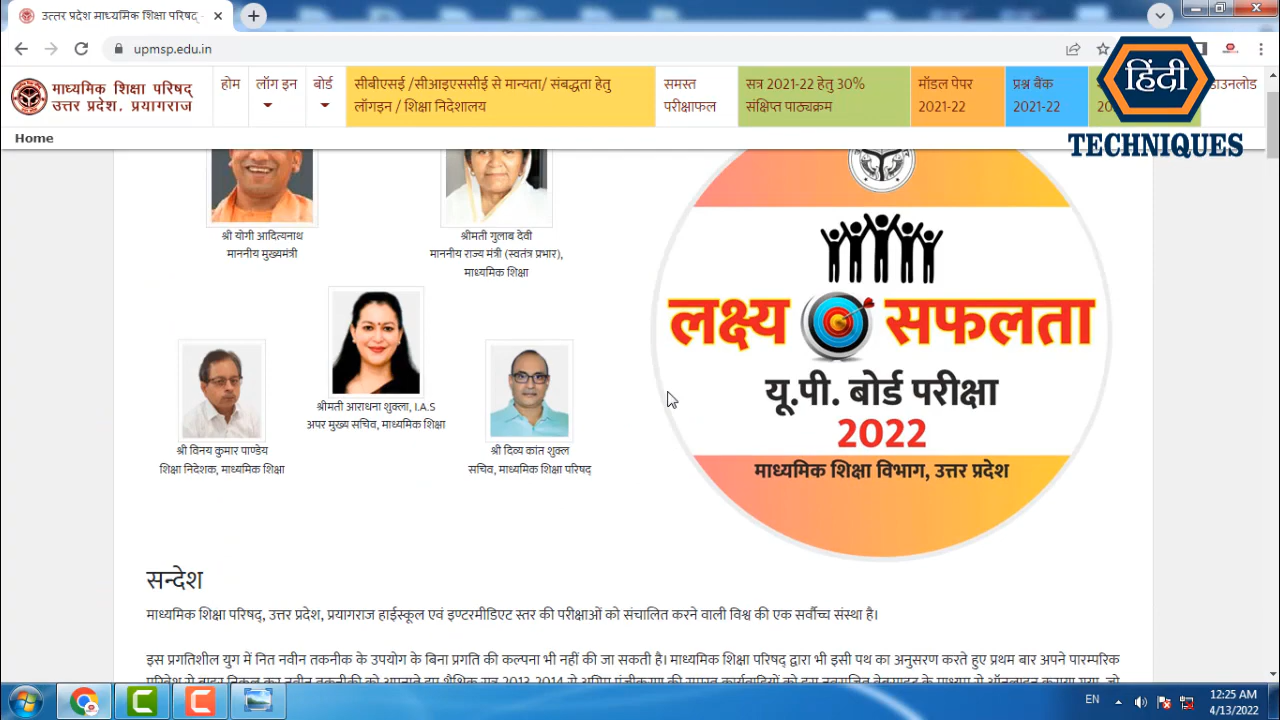 उत्तर प्रदेश माध्यमिक शिक्षा परिषद् -
upmsp.edu.in
माध्यमिक शिक्षा परिषद्
उत्तर प्रदेश, प्रयागराज
होम
लॉग इन
बोर्ड
सीबीएसई /सीआइएससीई से मान्यता/ संबद्धता हेतु
लॉगइन / शिक्षा निदेशालय
समस्त
परीक्षाफल
सत्र 2021-22 हेतु 30%
संक्षिप्त पाठ्यक्रम
मॉडल पेपर
2021-22
प्रश्न बैंक
2021-22
हिंदी
TECHNIQUES
Home
श्री योगी आदित्यनाथ
माननीय मुख्यमंत्री
श्रीमती गुलाब देवी
माननीय राज्य मंत्री (स्वतंत्र प्रभार),
माध्यमिक शिक्षा
श्रीमती आराधना शुक्ला, I.A.S
अपर मुख्य सचिव, माध्यमिक शिक्षा
श्री विनय कुमार पाण्डेय
शिक्षा निदेशक, माध्यमिक शिक्षा
श्री दिव्य कांत शुक्ल
सचिव, माध्यमिक शिक्षा परिषद्
लक्ष्य सफलता
यू.पी. बोर्ड परीक्षा
2022
माध्यमिक शिक्षा विभाग, उत्तर प्रदेश
सन्देश
माध्यमिक शिक्षा परिषद्, उत्तर प्रदेश, प्रयागराज हाईस्कूल एवं इण्टरमीडिएट स्तर की परीक्षाओं को संचालित करने वाली विश्व की एक सर्वोच्च संस्था है।
इस प्रगतिशील युग में नित नवीन तकनीक के उपयोग के बिना प्रगति की कल्पना भी नहीं की जा सकती है। माध्यमिक शिक्षा परिषद् द्वारा भी इसी पथ का अनुसरण करते हुए प्रथम बार अपने पारम्परिक
EN
12:25 AM
4/13/2022